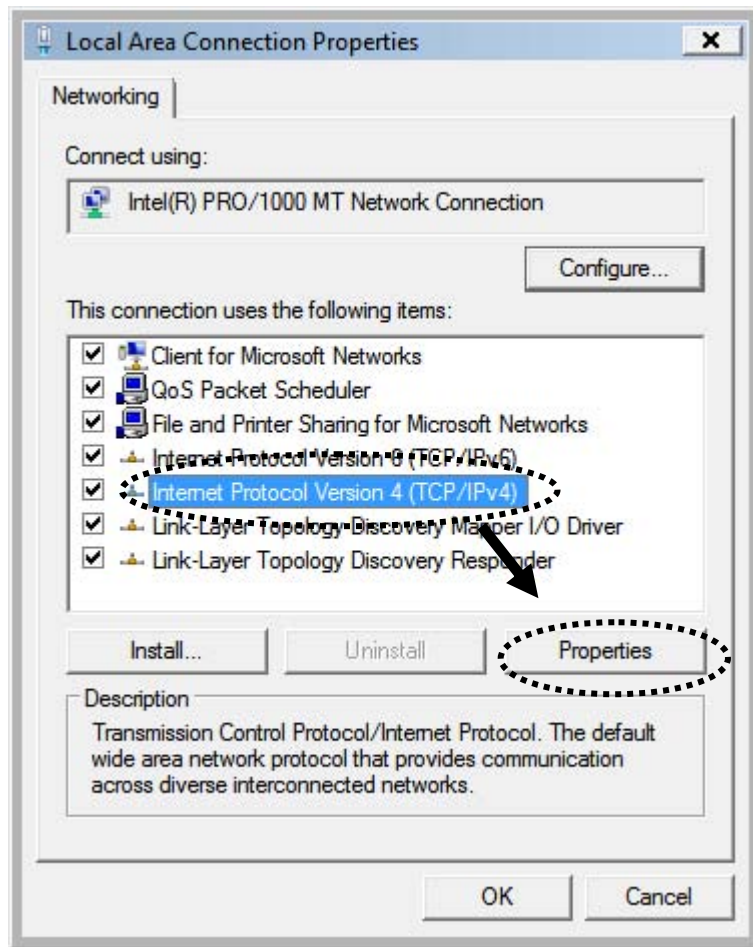 Local Area Connection Properties
Networking
Connect using:
Intel(R) PRO/1000 MT Network Connection
Configure...
This connection uses the following items:
Client for Microsoft Networks
QoS Packet Scheduler
File and Printer Sharing for Microsoft Networks
Internet Protocol Version 6 (TCP/IPv6)
Internet Protocol Version 4 (TCP/IPv4)
Link-Layer Topology Discovery Mapper I/O Driver
Link-Layer Topology Discovery Responder
Install...
Uninstall
Properties
Description
Transmission Control Protocol/Internet Protocol. The default
wide area network protocol that provides communication
across diverse interconnected networks.
OK
Cancel